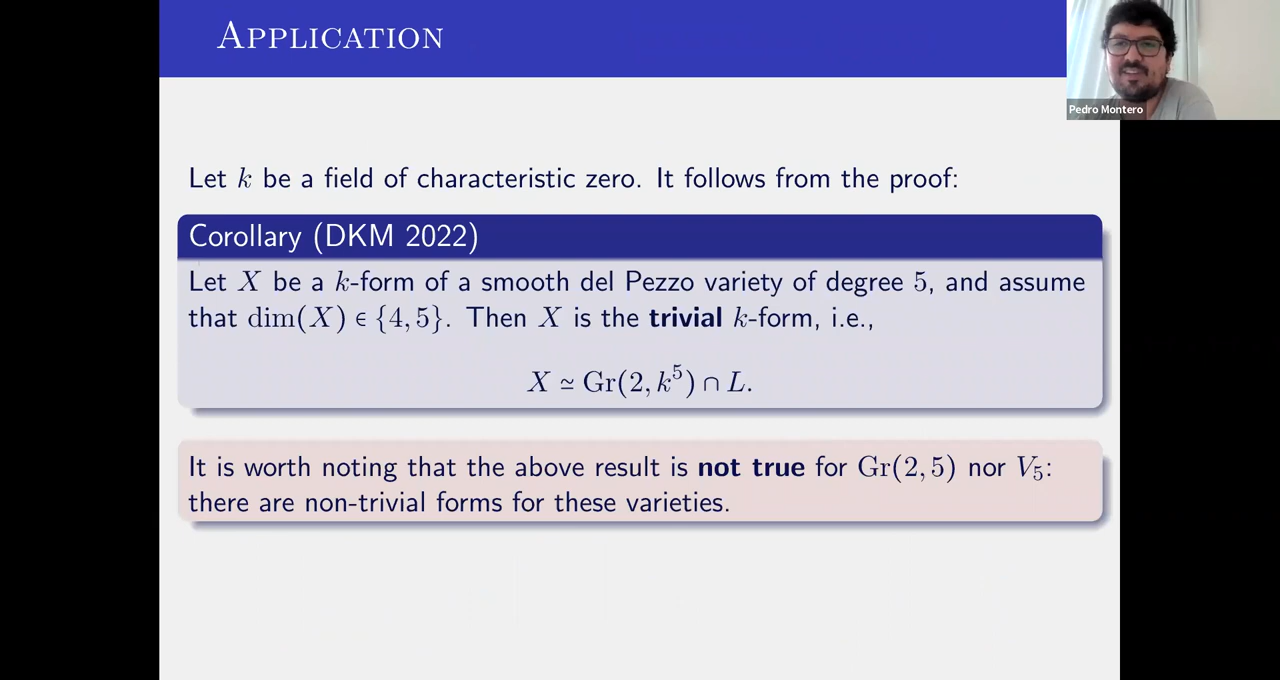 APPLICATION
Pedro Montero
Let k be a field of characteristic zero. It follows from the proof:
Corollary (DKM 2022)
Let X be a k-form of a smooth del Pezzo variety of degree 5, and assume
that dim(X) ∈ {4, 5}. Then X is the trivial k-form, i.e.,
X ≃ Gr(2, k⁵) ∩ L.
It is worth noting that the above result is not true for Gr(2, 5) nor V₅:
there are non-trivial forms for these varieties.